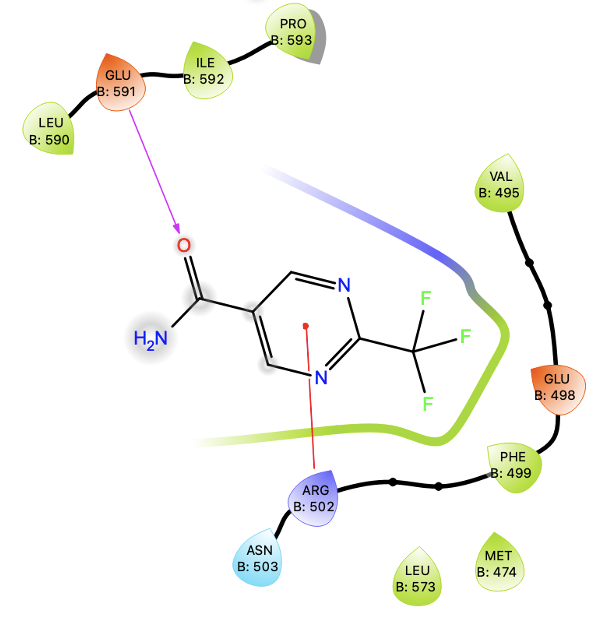 PRO
B: 593
ILE
B: 592
GLU
B: 591
LEU
B: 590
VAL
B: 495
O
N
F
H2N
F
N
F
GLU
B: 498
PHE
B: 499
ARG
B: 502
ASN
B: 503
MET
B: 474
LEU
B: 573